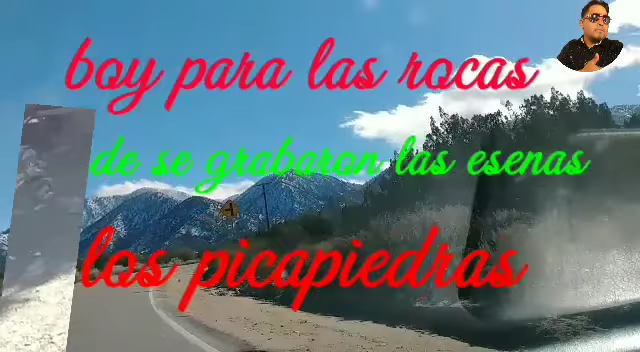 boy para las rocas
de se grabaron las esenas
los picapiedras